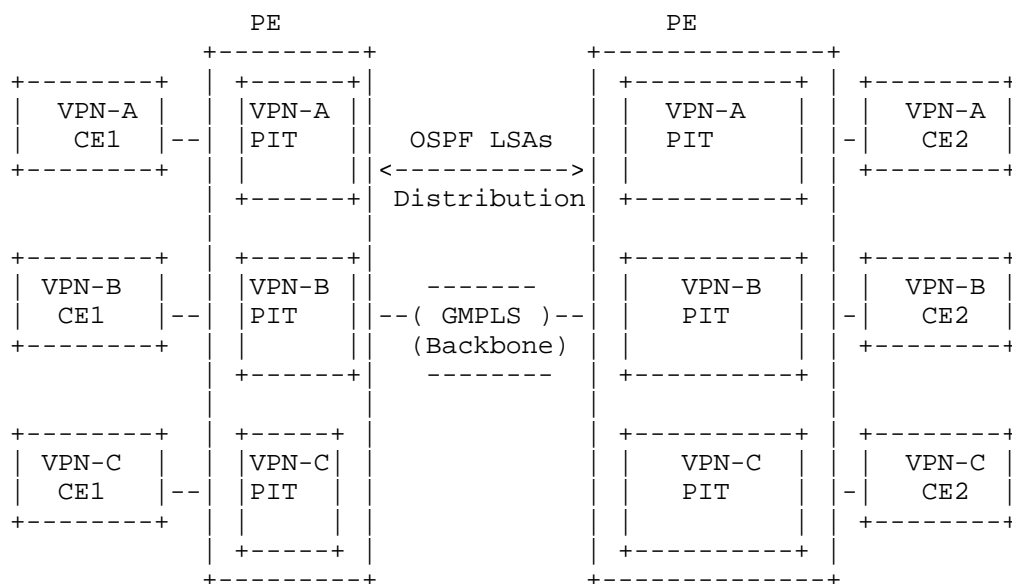 PE PE
VPN-A VPN-A VPN-A VPN-A
CE1 PIT OSPF LSAs PIT CE2
Distribution
VPN-B VPN-B VPN-B VPN-B
CE1 PIT ( GMPLS ) PIT CE2
(Backbone)
VPN-C VPN-C VPN-C VPN-C
CE1 PIT PIT CE2